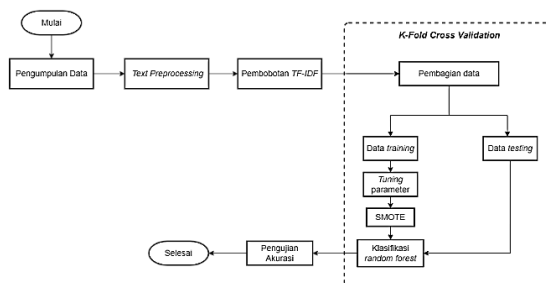 Mulai
K-Fold Cross Validation
Pengumpulan Data
Text Preprocessing
Pembobotan TF-IDF
Pembagian data
Data training
Data testing
Tuning
parameter
SMOTE
Klasifikasi
random forest
Pengujian
Akurasi
Selesai